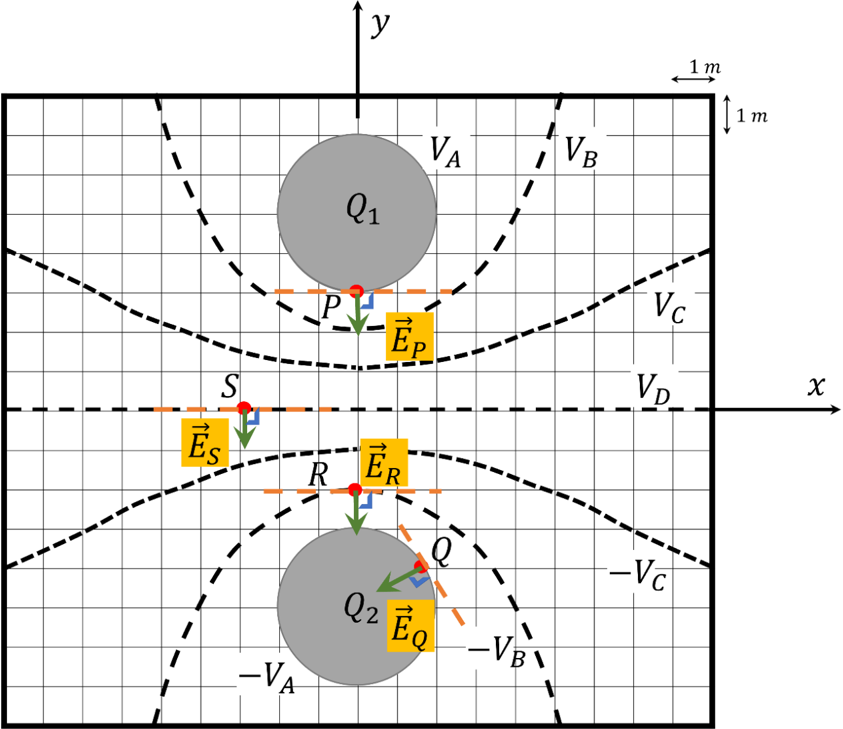 y
1 m
1 m
V_A
V_B
Q_1
P
V_C
\vec{E}_P
S
V_D
x
\vec{E}_S
R
\vec{E}_R
Q
-V_C
Q_2
\vec{E}_Q
-V_B
-V_A